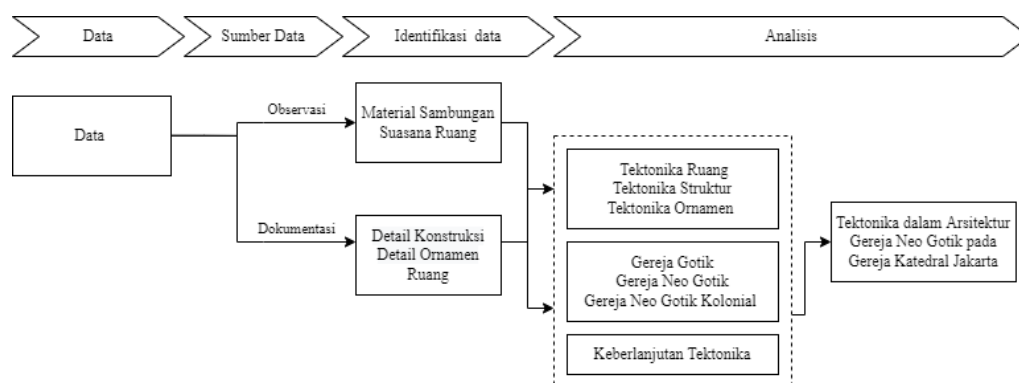 Data
Sumber Data
Identifikasi data
Analisis
Data
Observasi
Dokumentasi
Material Sambungan
Suasana Ruang
Detail Konstruksi
Detail Ornamen
Ruang
Tektonika Ruang
Tektonika Struktur
Tektonika Ornamen
Gereja Gotik
Gereja Neo Gotik
Gereja Neo Gotik Kolonial
Keberlanjutan Tektonika
Tektonika dalam Arsitektur
Gereja Neo Gotik pada
Gereja Katedral Jakarta